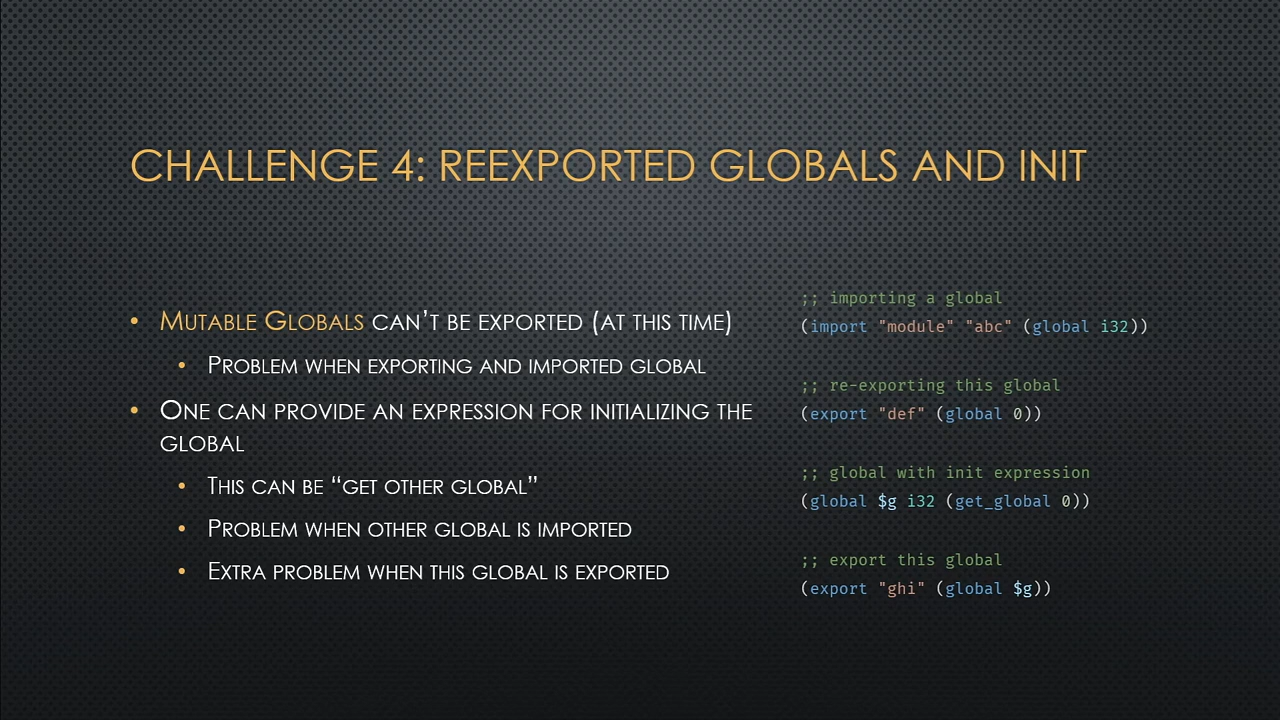 CHALLENGE 4: REEXPORTED GLOBALS AND INIT
• MUTABLE GLOBALS CAN’T BE EXPORTED (AT THIS TIME)
• PROBLEM WHEN EXPORTING AND IMPORTED GLOBAL
• ONE CAN PROVIDE AN EXPRESSION FOR INITIALIZING THE
GLOBAL
• THIS CAN BE “GET OTHER GLOBAL”
• PROBLEM WHEN OTHER GLOBAL IS IMPORTED
• EXTRA PROBLEM WHEN THIS GLOBAL IS EXPORTED
;; importing a global
(import "module" "abc" (global i32))
;; re-exporting this global
(export "def" (global 0))
;; global with init expression
(global $g i32 (get_global 0))
;; export this global
(export "ghi" (global $g))